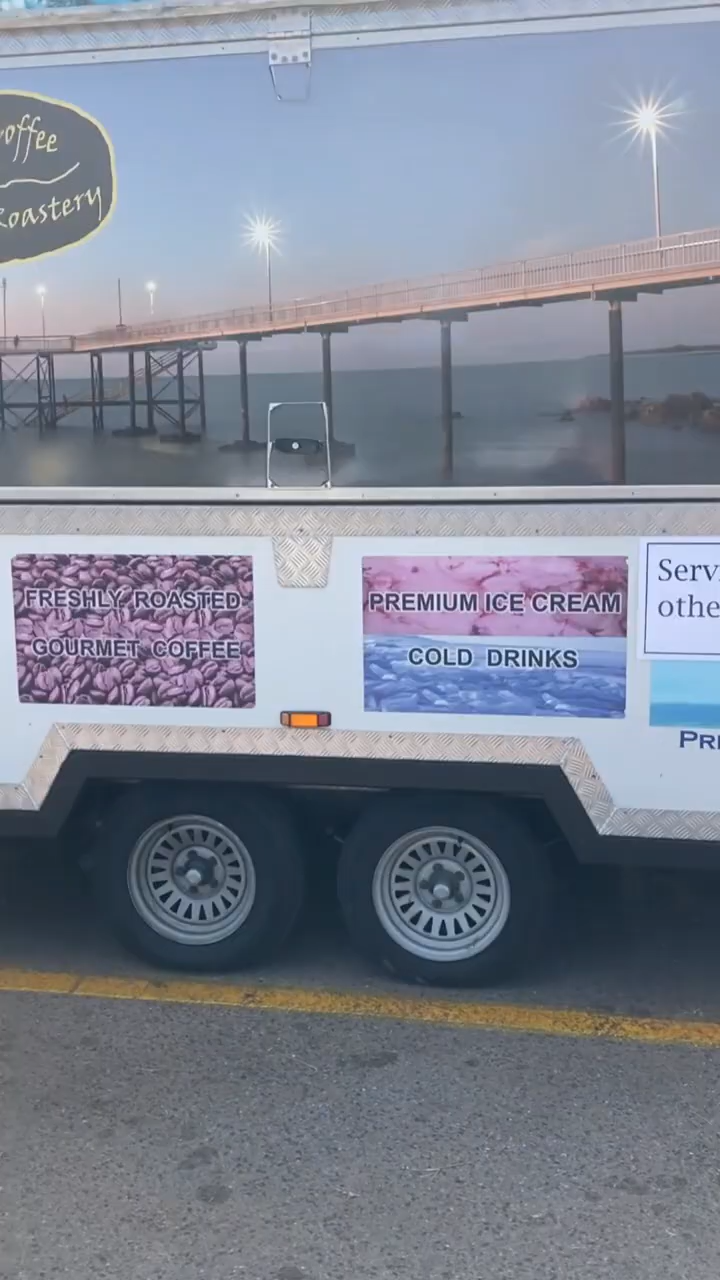 offee
Roastery
FRESHLY ROASTED
GOURMET COFFEE
PREMIUM ICE CREAM
COLD DRINKS
Serv
othe
PR